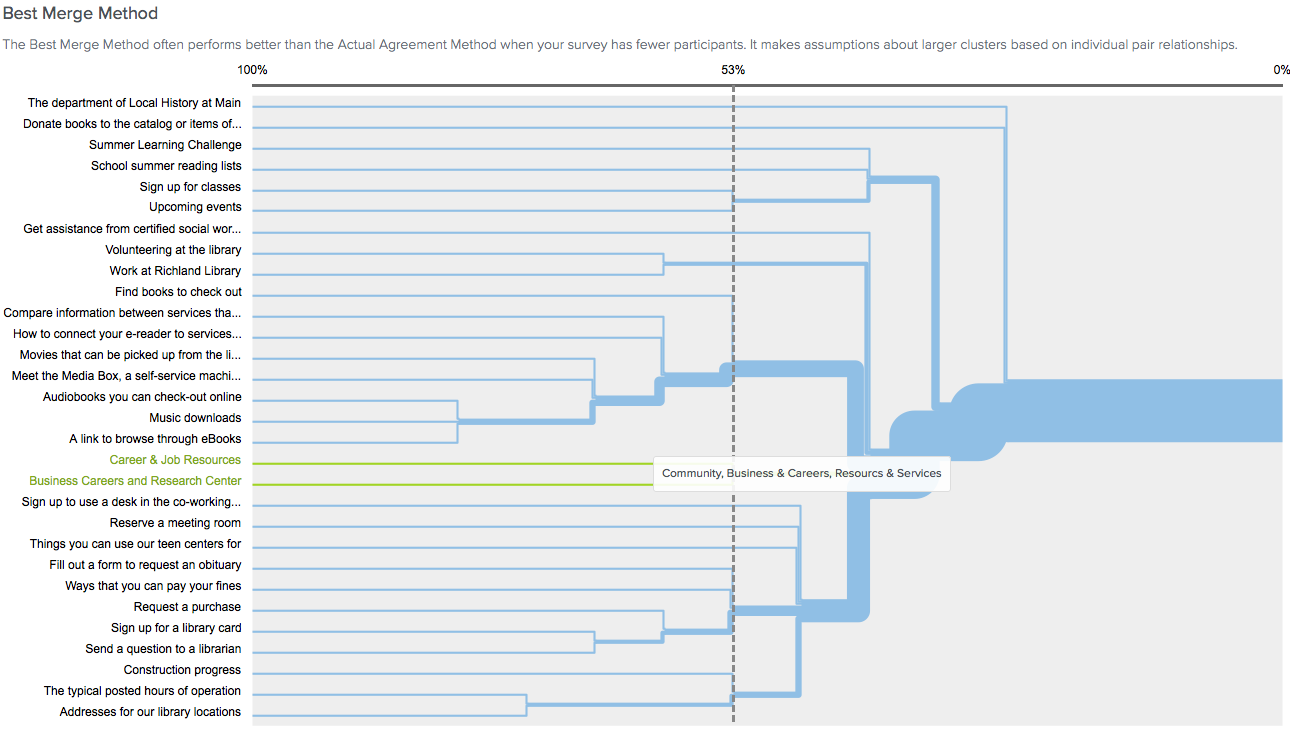 Best Merge Method
The Best Merge Method often performs better than the Actual Agreement Method when your survey has fewer participants. It makes assumptions about larger clusters based on individual pair relationships.
100% 53% 0%
The department of Local History at Main
Donate books to the catalog or items of...
Summer Learning Challenge
School summer reading lists
Sign up for classes
Upcoming events
Get assistance from certified social wor...
Volunteering at the library
Work at Richland Library
Find books to check out
Compare information between services tha...
How to connect your e-reader to services...
Movies that can be picked up from the li...
Meet the Media Box, a self-service machi...
Audiobooks you can check-out online
Music downloads
A link to browse through eBooks
Career & Job Resources
Community, Business & Careers, Resourcs & Services
Business Careers and Research Center
Sign up to use a desk in the co-working...
Reserve a meeting room
Things you can use our teen centers for
Fill out a form to request an obituary
Ways that you can pay your fines
Request a purchase
Sign up for a library card
Send a question to a librarian
Construction progress
The typical posted hours of operation
Addresses for our library locations